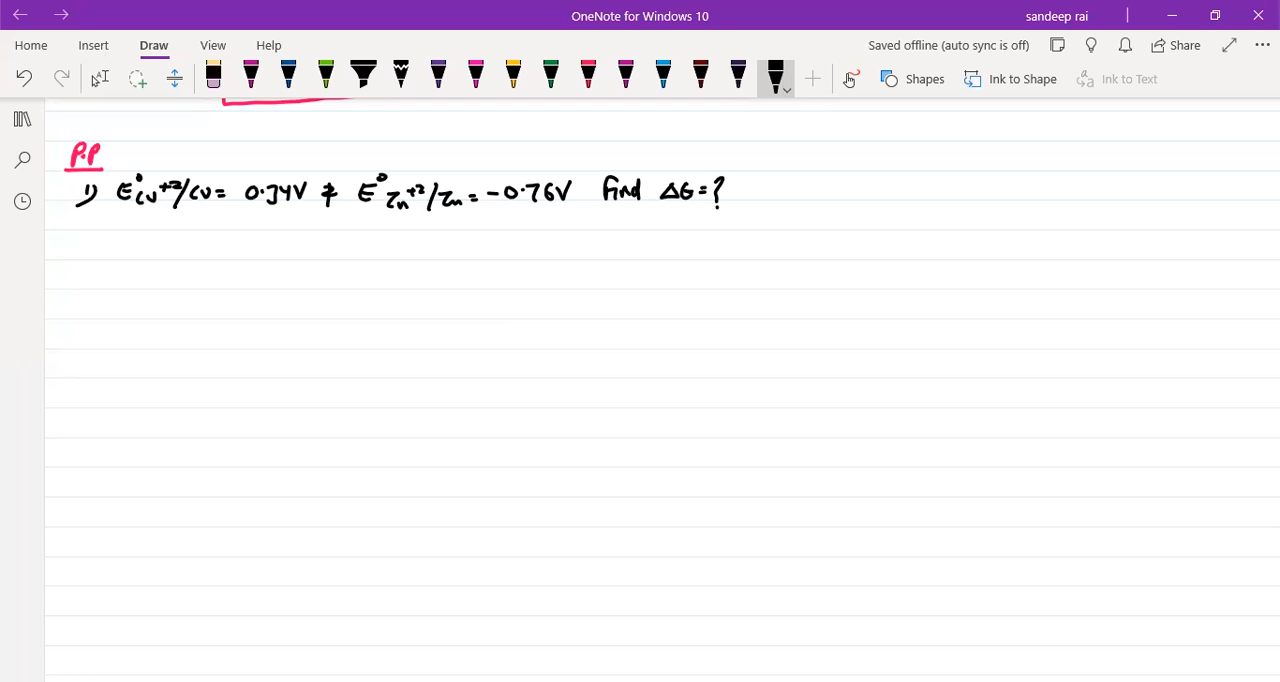 OneNote for Windows 10
sandeep rai
Home Insert Draw View Help
Saved offline (auto sync is off)
Share
Shapes
Ink to Shape
Ink to Text
P.P
1) E°Cu+2/Cu = 0.34V & E°Zn+2/Zn = -0.76V Find ΔG = ?